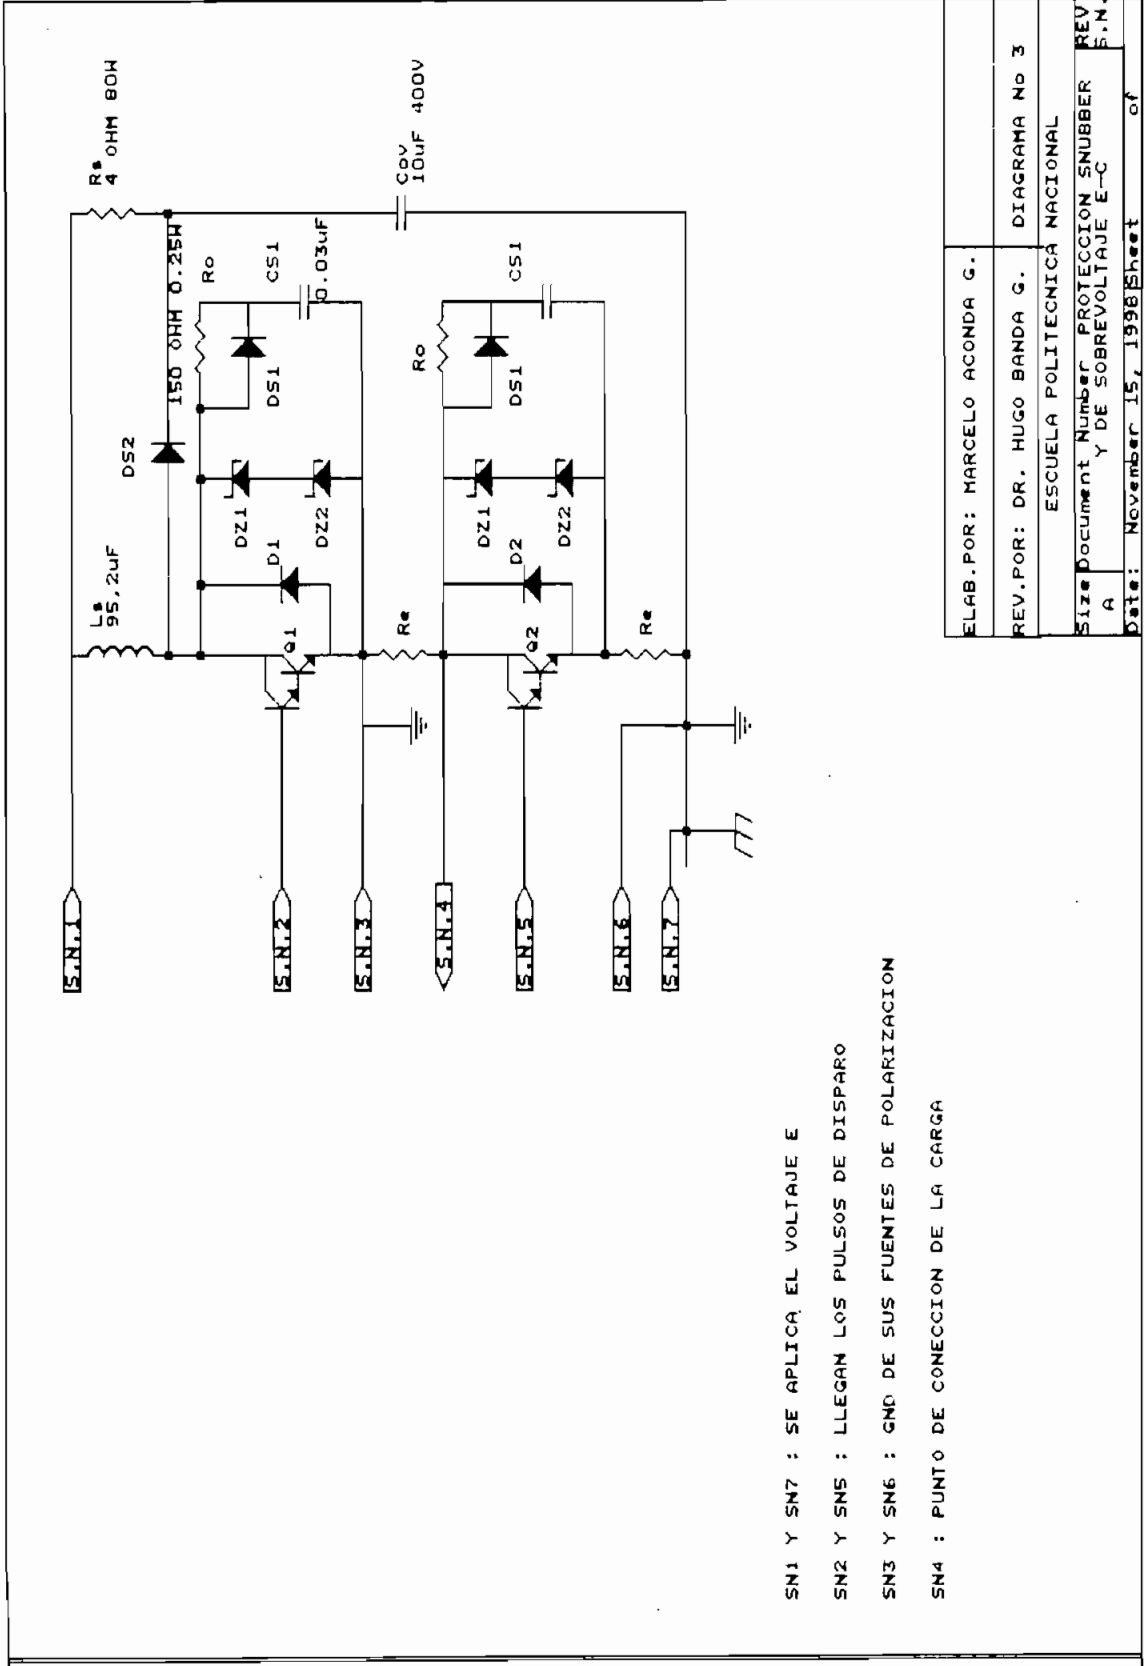 S.N.1
S.N.2
S.N.3
S.N.4
S.N.5
S.N.6
S.N.7
Ls
95,2uF
DS2
Rs
4 OHM 80W
150 OHM 0.25W
Ro
CS1
0.03uF
DS1
DZ1
DZ2
D1
Q1
Re
Cov
10uF 400V
Ro
CS1
DS1
DZ1
DZ2
D2
Q2
Re
SN1 Y SN7 : SE APLICA EL VOLTAJE E
SN2 Y SN5 : LLEGAN LOS PULSOS DE DISPARO
SN3 Y SN6 : GND DE SUS FUENTES DE POLARIZACION
SN4 : PUNTO DE CONECCION DE LA CARGA
ELAB.POR: MARCELO ACONDA G.
REV.POR: DR. HUGO BANDA G. DIAGRAMA No 3
ESCUELA POLITECNICA NACIONAL
Size Document Number PROTECCION SNUBBER REV
A Y DE SOBREVOLTAJE E-C S.N.
Date: November 15, 1998 Sheet of